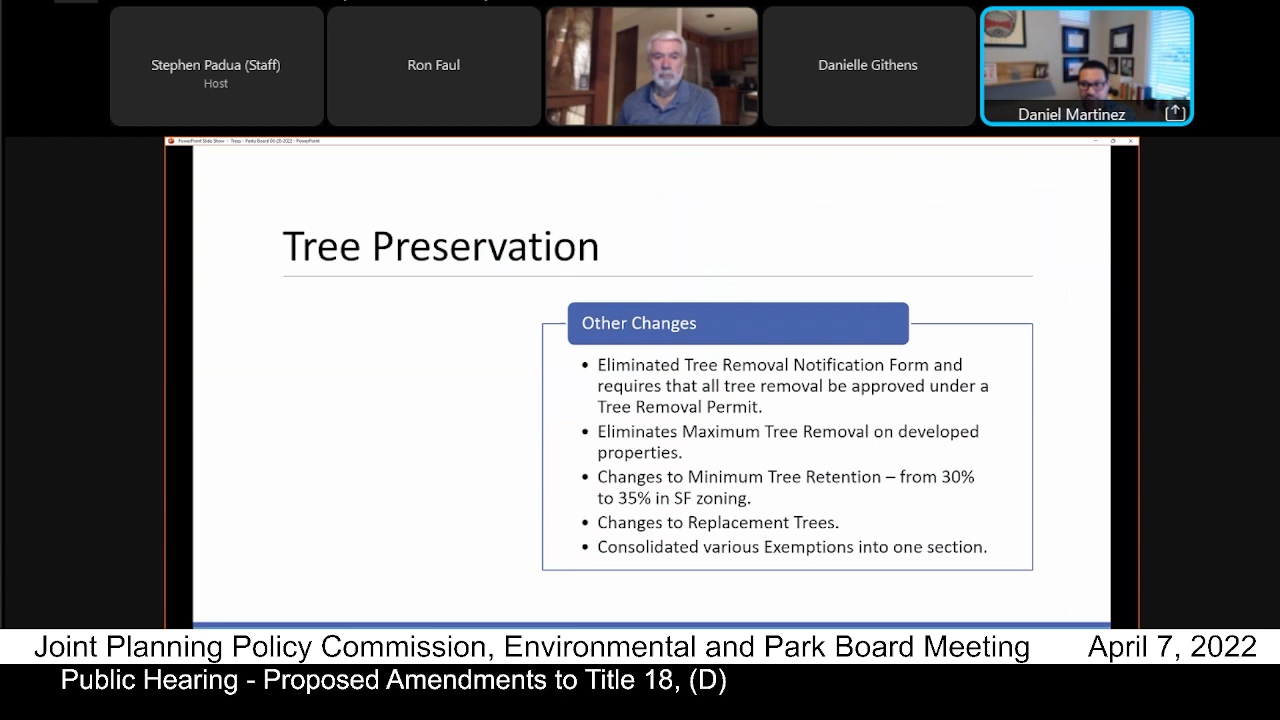 Stephen Padua (Staff)
Host
Ron Faul
Danielle Githens
Daniel Martinez
PowerPoint Slide Show - Trees - Parks Board 09-20-2022 - PowerPoint
Tree Preservation
Other Changes
• Eliminated Tree Removal Notification Form and
requires that all tree removal be approved under a
Tree Removal Permit.
• Eliminates Maximum Tree Removal on developed
properties.
• Changes to Minimum Tree Retention – from 30%
to 35% in SF zoning.
• Changes to Replacement Trees.
• Consolidated various Exemptions into one section.
Joint Planning Policy Commission, Environmental and Park Board Meeting April 7, 2022
Public Hearing - Proposed Amendments to Title 18, (D)